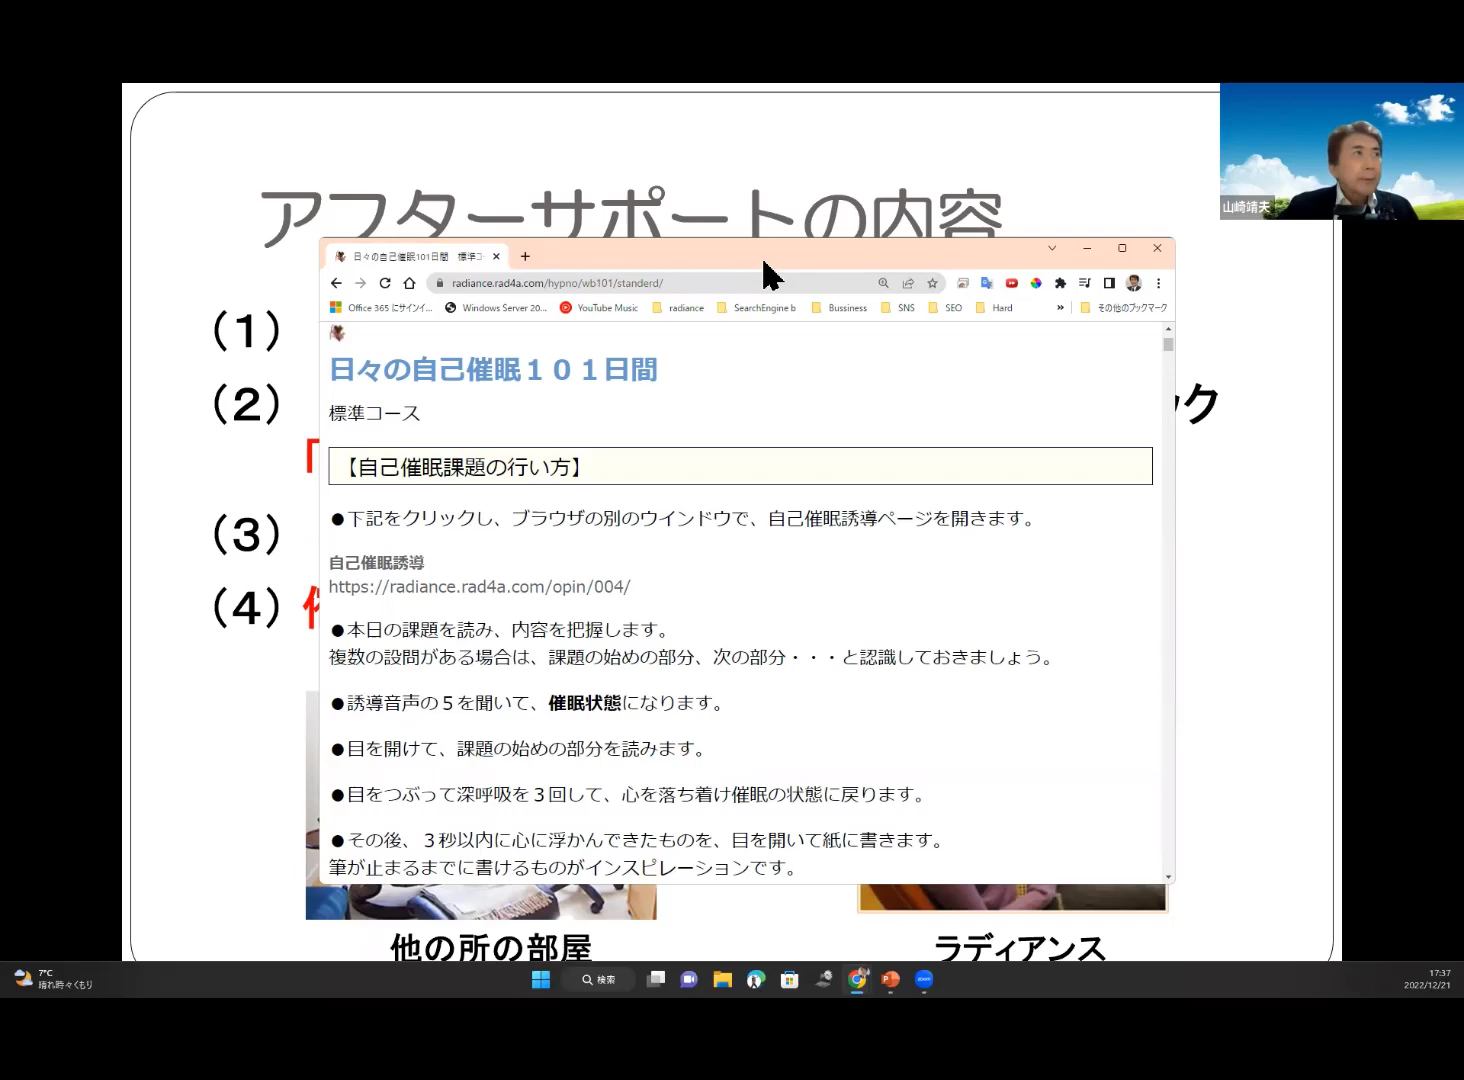 アフターサポートの内容
山崎靖夫
日々の自己催眠101日間 標準コ
radiance.rad4a.com/hypno/wb101/standerd/
Office 365 にサインイ... Windows Server 20... YouTube Music radiance SearchEngine b Bussiness SNS SEO Hard » その他のブックマーク
(1)
(2)
ック
「
(3)
(4)
日々の自己催眠１０１日間
標準コース
【自己催眠課題の行い方】
●下記をクリックし、ブラウザの別のウインドウで、自己催眠誘導ページを開きます。
自己催眠誘導
https://radiance.rad4a.com/opin/004/
●本日の課題を読み、内容を把握します。
複数の設問がある場合は、課題の始めの部分、次の部分・・・と認識しておきましょう。
●誘導音声の５を聞いて、催眠状態になります。
●目を開けて、課題の始めの部分を読みます。
●目をつぶって深呼吸を３回して、心を落ち着け催眠の状態に戻ります。
●その後、３秒以内に心に浮かんできたものを、目を開いて紙に書きます。
筆が止まるまでに書けるものがインスピレーションです。
他の所の部屋
ラディアンス
7°C
晴れ時々くもり
検索
17:37
2022/12/21